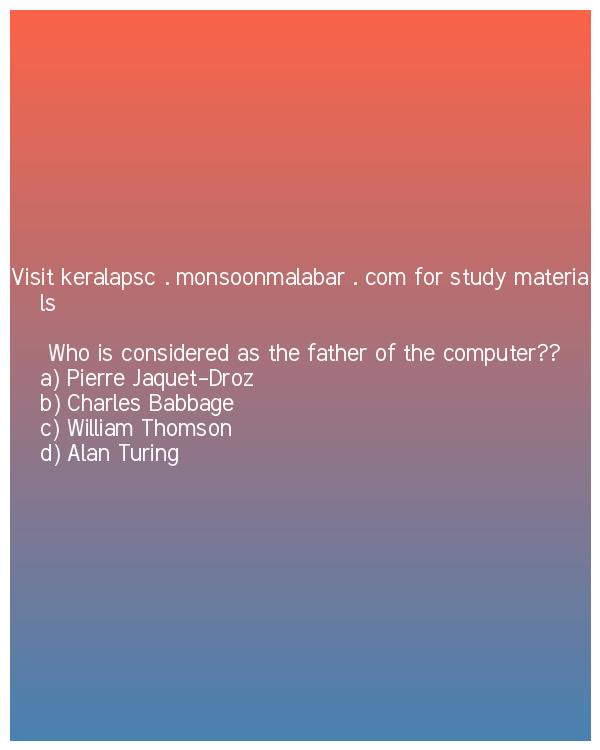 Visit keralapsc . monsoonmalabar . com for study materia
ls
Who is considered as the father of the computer??
a) Pierre Jaquet-Droz
b) Charles Babbage
c) William Thomson
d) Alan Turing